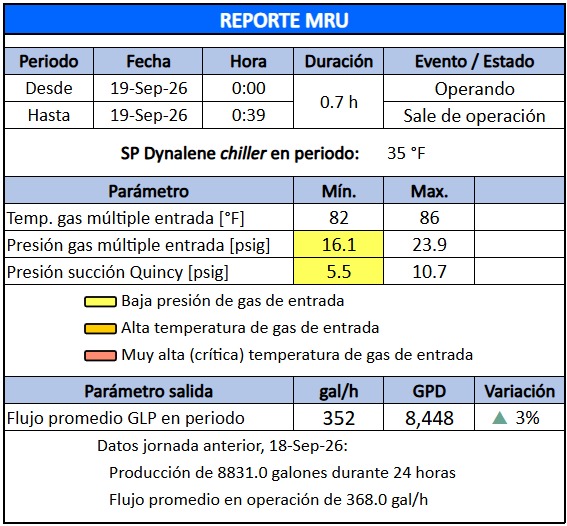 REPORTE MRU
Periodo Fecha Hora Duración Evento / Estado
Desde 19-Sep-26 0:00 0.7 h Operando
Hasta 19-Sep-26 0:39 Sale de operación
SP Dynalene chiller en periodo: 35 °F
Parámetro Mín. Max.
Temp. gas múltiple entrada [°F] 82 86
Presión gas múltiple entrada [psig] 16.1 23.9
Presión succión Quincy [psig] 5.5 10.7
Baja presión de gas de entrada
Alta temperatura de gas de entrada
Muy alta (crítica) temperatura de gas de entrada
Parámetro salida gal/h GPD Variación
Flujo promedio GLP en periodo 352 8,448 ▲ 3%
Datos jornada anterior, 18-Sep-26:
Producción de 8831.0 galones durante 24 horas
Flujo promedio en operación de 368.0 gal/h